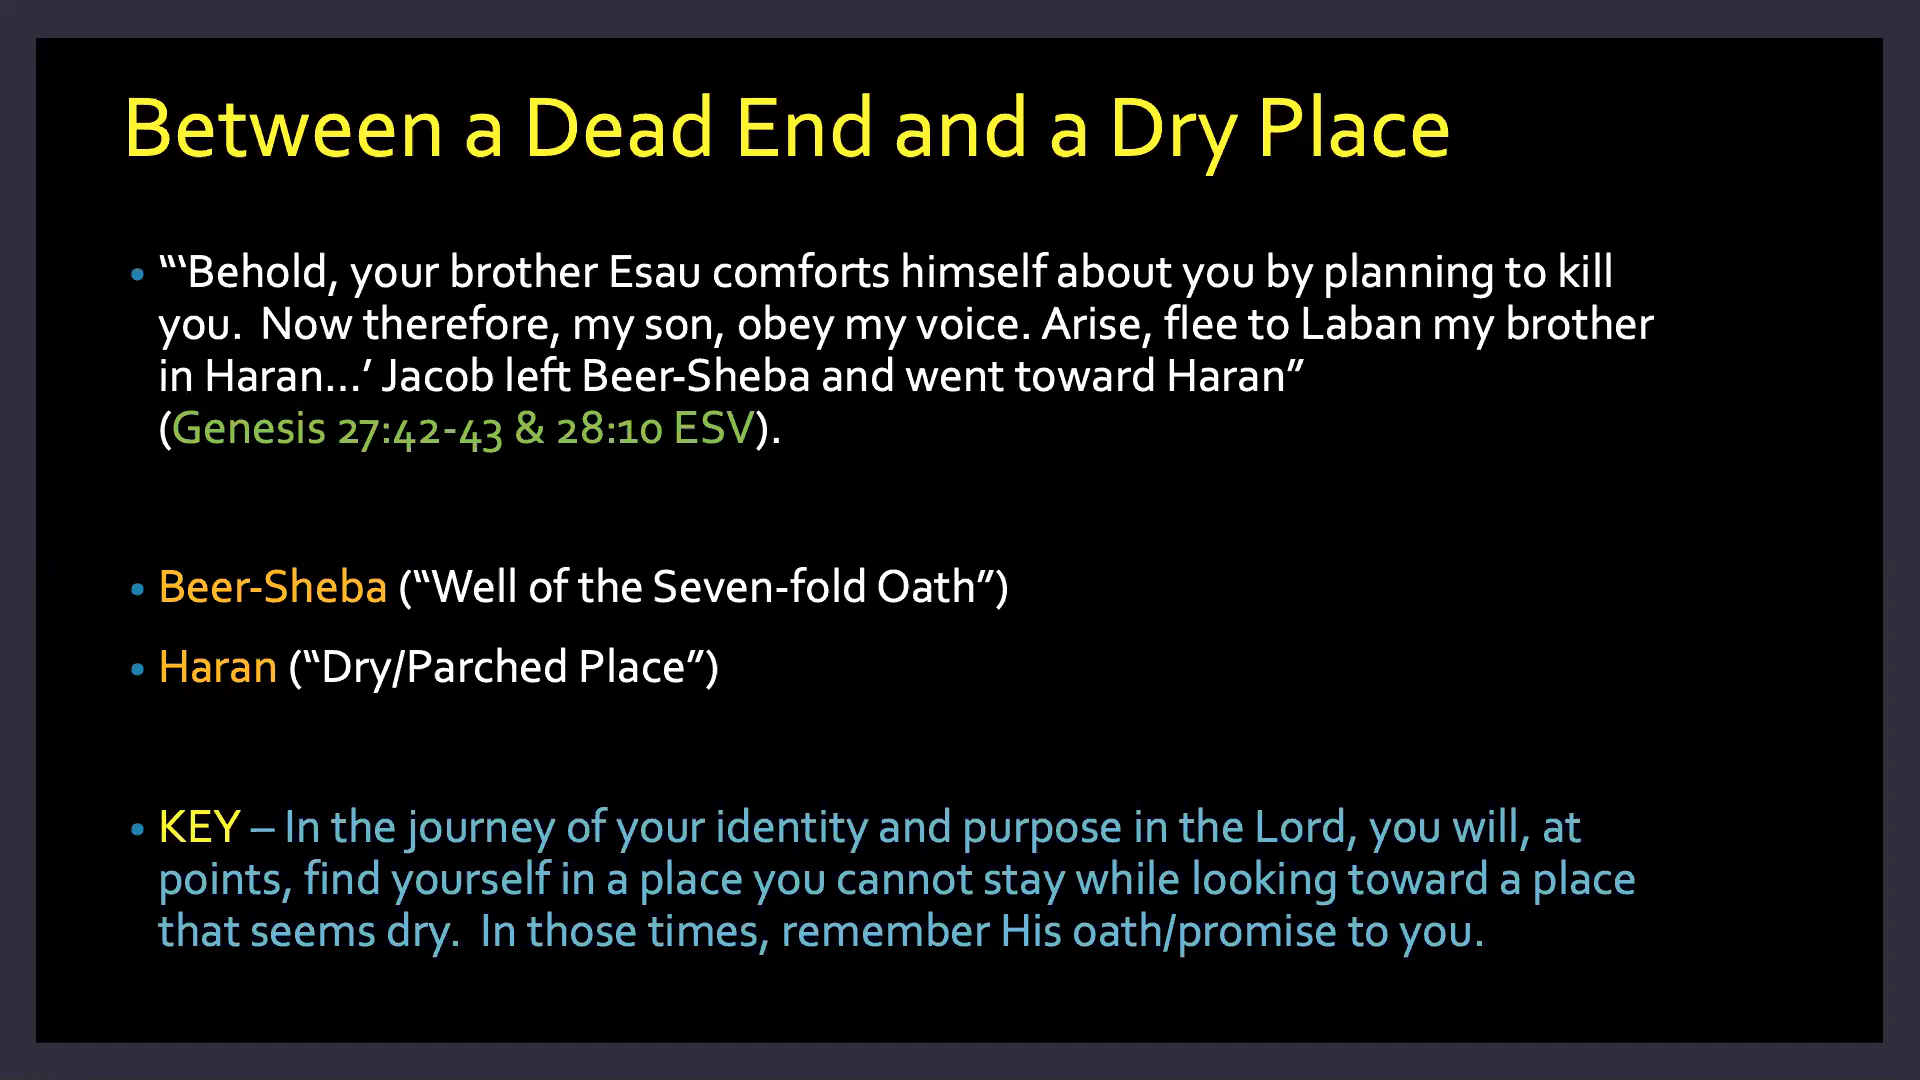 Between a Dead End and a Dry Place
• “‘Behold, your brother Esau comforts himself about you by planning to kill
you.  Now therefore, my son, obey my voice. Arise, flee to Laban my brother
in Haran…’ Jacob left Beer-Sheba and went toward Haran”
(Genesis 27:42-43 & 28:10 ESV).
• Beer-Sheba (“Well of the Seven-fold Oath”)
• Haran (“Dry/Parched Place”)
• KEY – In the journey of your identity and purpose in the Lord, you will, at
points, find yourself in a place you cannot stay while looking toward a place
that seems dry.  In those times, remember His oath/promise to you.